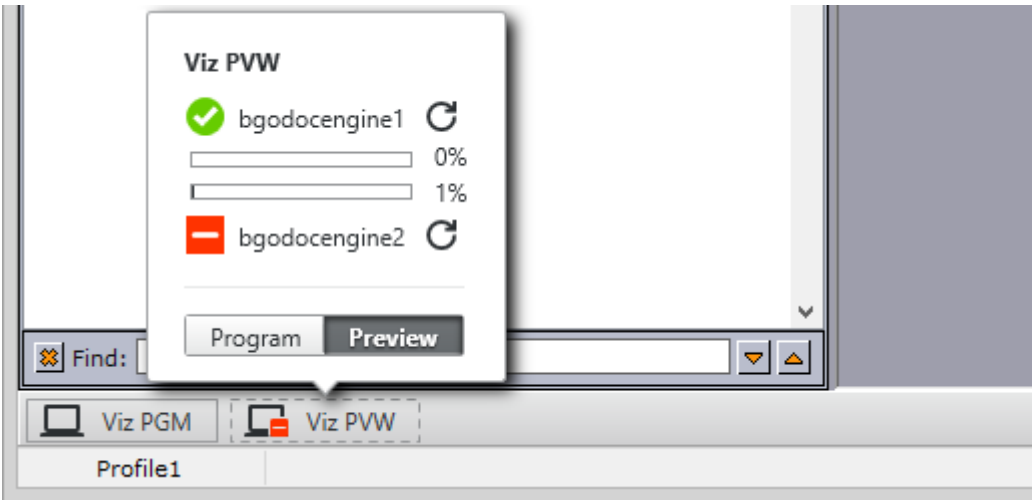 Viz PVW
bgodocengine1
0%
1%
bgodocengine2
Program Preview
Find:
Viz PGM Viz PVW
Profile1